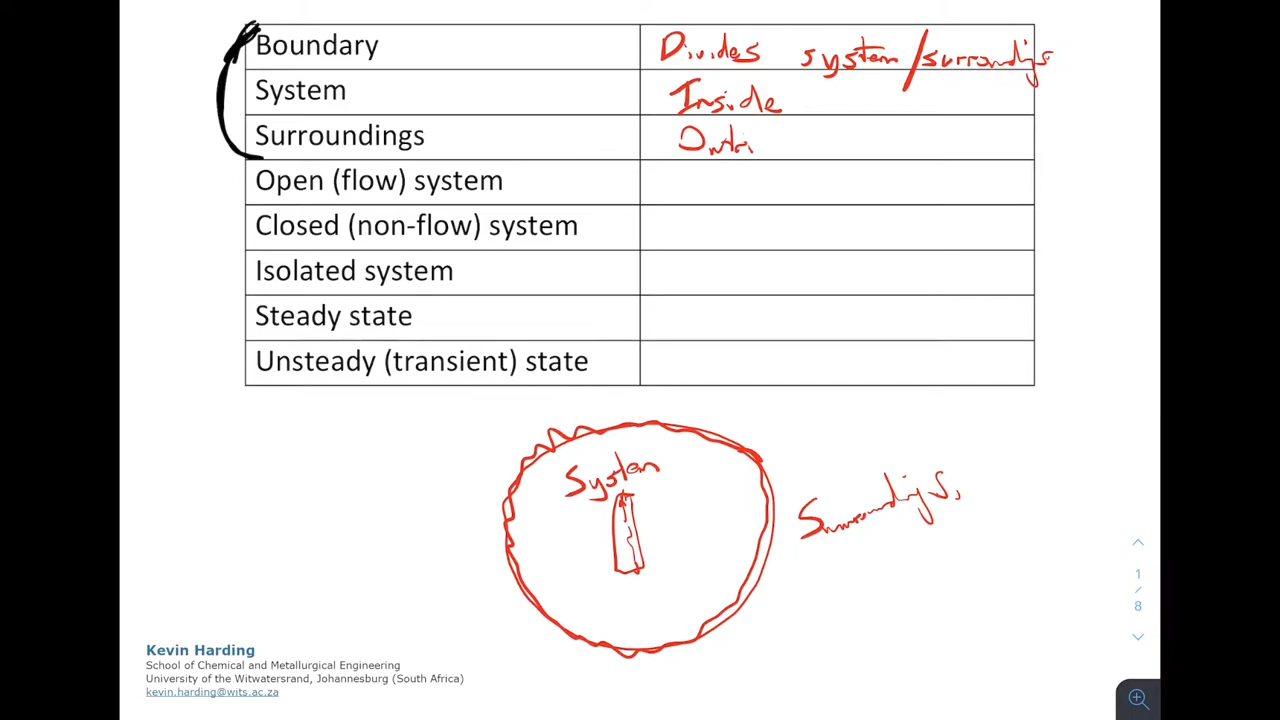 Boundary Divides system/surroundings
System Inside
Surroundings
Open (flow) system
Closed (non-flow) system
Isolated system
Steady state
Unsteady (transient) state
System
Surroundings
1
/
8
Kevin Harding
School of Chemical and Metallurgical Engineering
University of the Witwatersrand, Johannesburg (South Africa)
kevin.harding@wits.ac.za